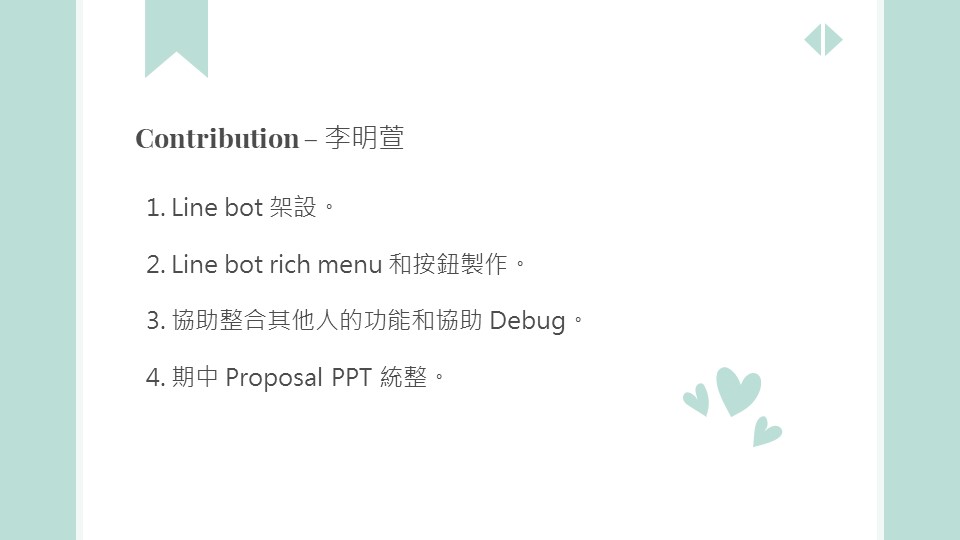 Contribution – 李明萱
1. Line bot 架設。
2. Line bot rich menu 和按鈕製作。
3. 協助整合其他人的功能和協助 Debug。
4. 期中 Proposal PPT 統整。